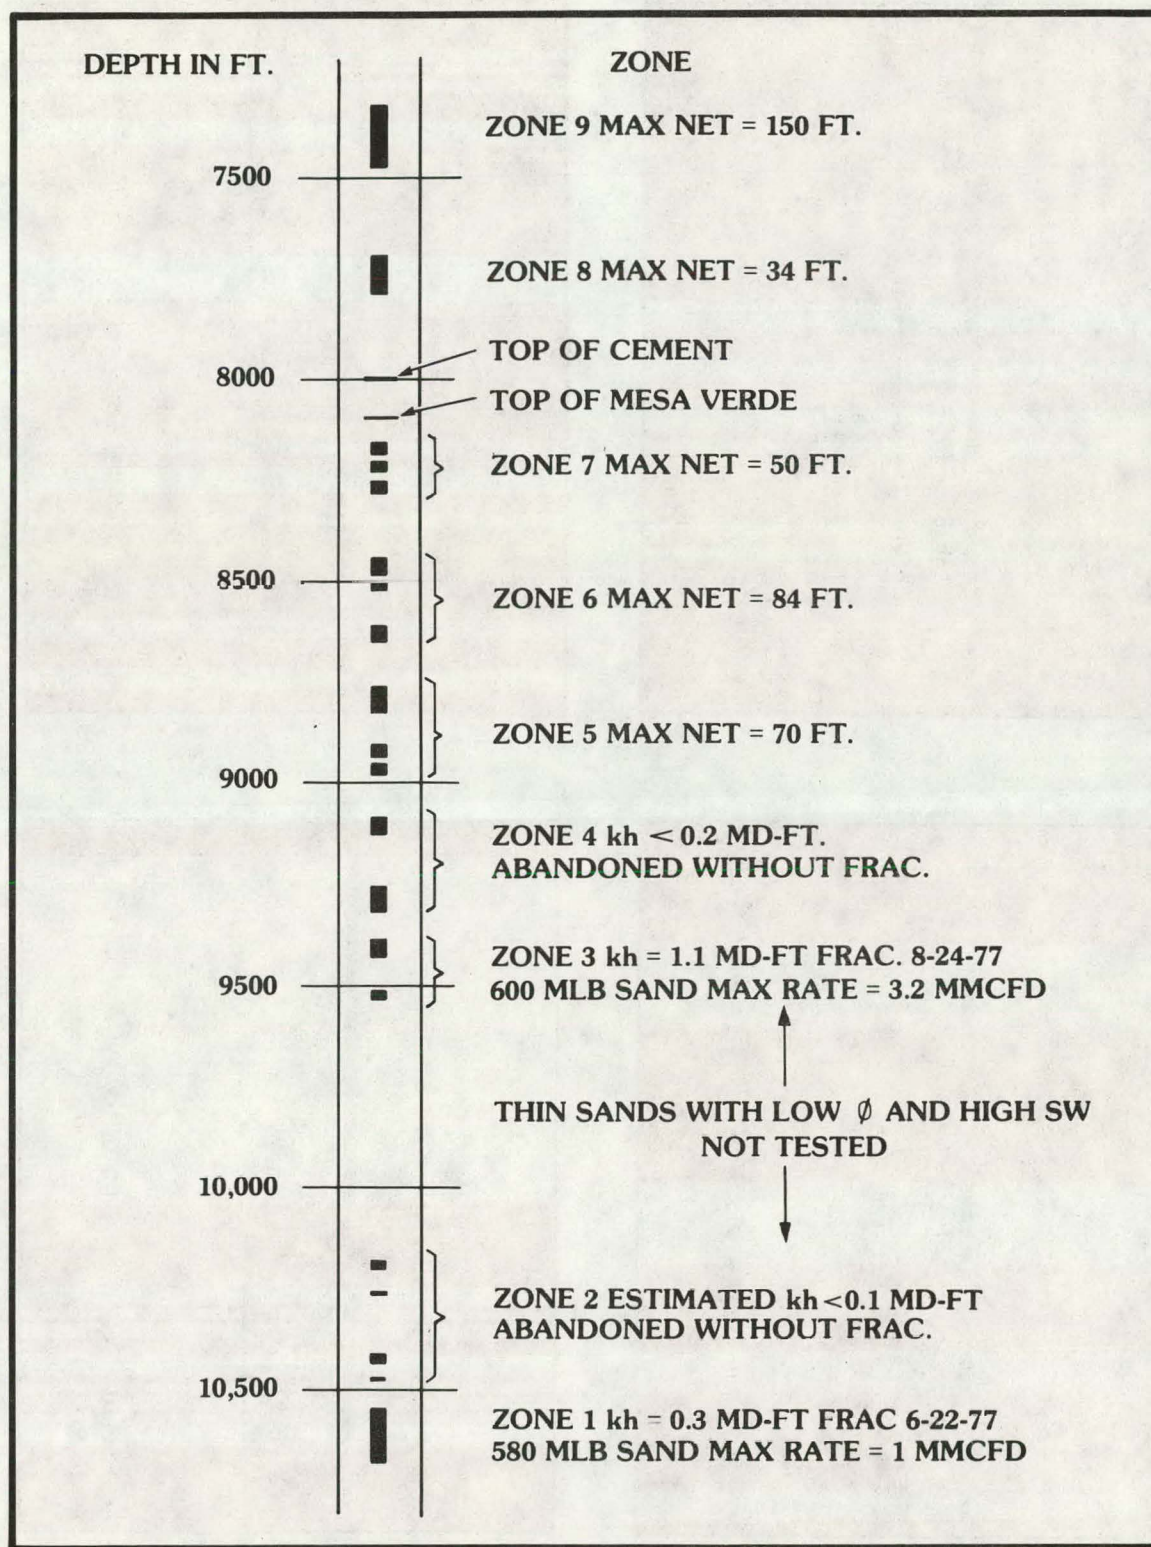 DEPTH IN FT.
ZONE
ZONE 9 MAX NET = 150 FT.
7500
ZONE 8 MAX NET = 34 FT.
TOP OF CEMENT
8000
TOP OF MESA VERDE
ZONE 7 MAX NET = 50 FT.
8500
ZONE 6 MAX NET = 84 FT.
ZONE 5 MAX NET = 70 FT.
9000
ZONE 4 kh < 0.2 MD-FT.
ABANDONED WITHOUT FRAC.
ZONE 3 kh = 1.1 MD-FT FRAC. 8-24-77
9500
600 MLB SAND MAX RATE = 3.2 MMCFD
THIN SANDS WITH LOW ∅ AND HIGH SW
NOT TESTED
10,000
ZONE 2 ESTIMATED kh <0.1 MD-FT
ABANDONED WITHOUT FRAC.
10,500
ZONE 1 kh = 0.3 MD-FT FRAC 6-22-77
580 MLB SAND MAX RATE = 1 MMCFD